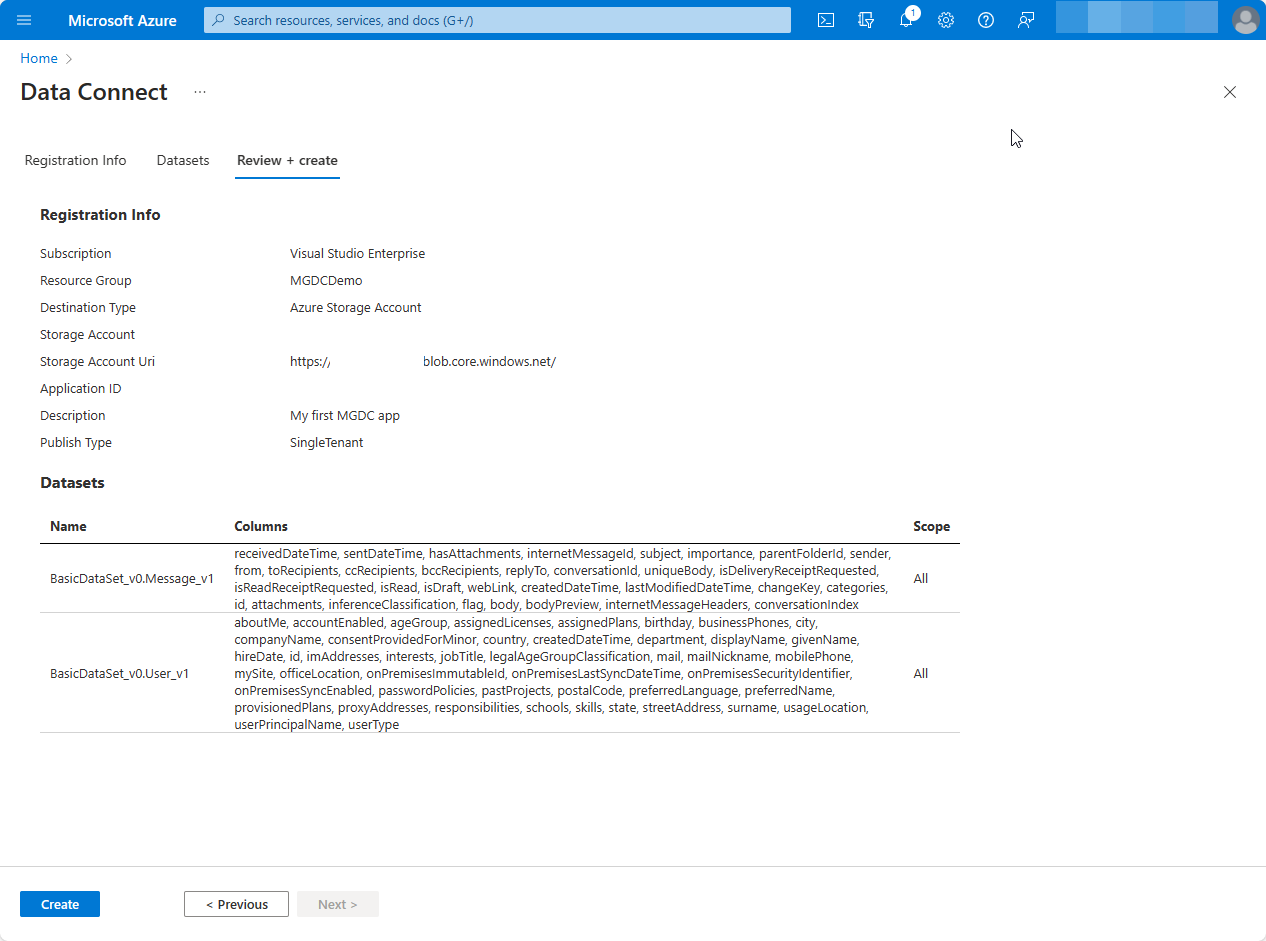 Microsoft Azure
Search resources, services, and docs (G+/)
1
Home
Data Connect ...
Registration Info Datasets Review + create
Registration Info
Subscription Visual Studio Enterprise
Resource Group MGDCDemo
Destination Type Azure Storage Account
Storage Account
Storage Account Uri https:// blob.core.windows.net/
Application ID
Description My first MGDC app
Publish Type SingleTenant
Datasets
Name Columns Scope
BasicDataSet_v0.Message_v1
receivedDateTime, sentDateTime, hasAttachments, internetMessageId, subject, importance, parentFolderId, sender,
from, toRecipients, ccRecipients, bccRecipients, replyTo, conversationId, uniqueBody, isDeliveryReceiptRequested,
isReadReceiptRequested, isRead, isDraft, webLink, createdDateTime, lastModifiedDateTime, changeKey, categories,
id, attachments, inferenceClassification, flag, body, bodyPreview, internetMessageHeaders, conversationIndex
All
BasicDataSet_v0.User_v1
aboutMe, accountEnabled, ageGroup, assignedLicenses, assignedPlans, birthday, businessPhones, city,
companyName, consentProvidedForMinor, country, createdDateTime, department, displayName, givenName,
hireDate, id, imAddresses, interests, jobTitle, legalAgeGroupClassification, mail, mailNickname, mobilePhone,
mySite, officeLocation, onPremisesImmutableId, onPremisesLastSyncDateTime, onPremisesSecurityIdentifier,
onPremisesSyncEnabled, passwordPolicies, pastProjects, postalCode, preferredLanguage, preferredName,
provisionedPlans, proxyAddresses, responsibilities, schools, skills, state, streetAddress, surname, usageLocation,
userPrincipalName, userType
All
Create < Previous Next >